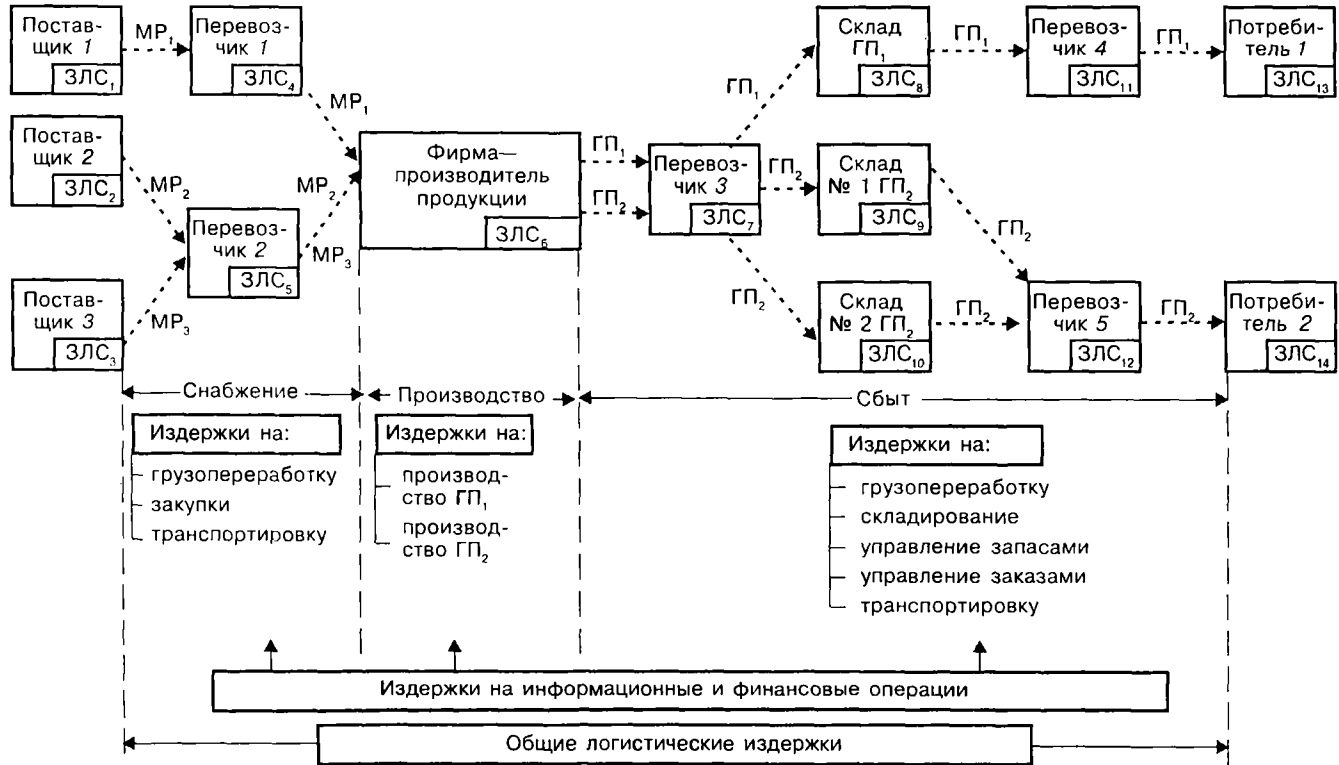 Постав-
щик 1
ЗЛС₁
МР₁
Перевоз-
чик 1
ЗЛС₄
МР₁
Постав-
щик 2
ЗЛС₂
МР₂
Перевоз-
чик 2
ЗЛС₅
МР₂
МР₃
Постав-
щик 3
ЗЛС₃
МР₃
Фирма—
производитель
продукции
ЗЛС₆
ГП₁
ГП₂
Перевоз-
чик 3
ЗЛС₇
ГП₁
ГП₂
ГП₂
Склад
ГП₁
ЗЛС₈
ГП₁
Перевоз-
чик 4
ЗЛС₁₁
ГП₁
Потреби-
тель 1
ЗЛС₁₃
Склад
№ 1 ГП₂
ЗЛС₉
ГП₂
Склад
№ 2 ГП₂
ЗЛС₁₀
ГП₂
Перевоз-
чик 5
ЗЛС₁₂
ГП₂
Потреби-
тель 2
ЗЛС₁₄
Снабжение
Производство
Сбыт
Издержки на:
грузопереработку
закупки
транспортировку
Издержки на:
производ-
ство ГП₁
производ-
ство ГП₂
Издержки на:
грузопереработку
складирование
управление запасами
управление заказами
транспортировку
Издержки на информационные и финансовые операции
Общие логистические издержки